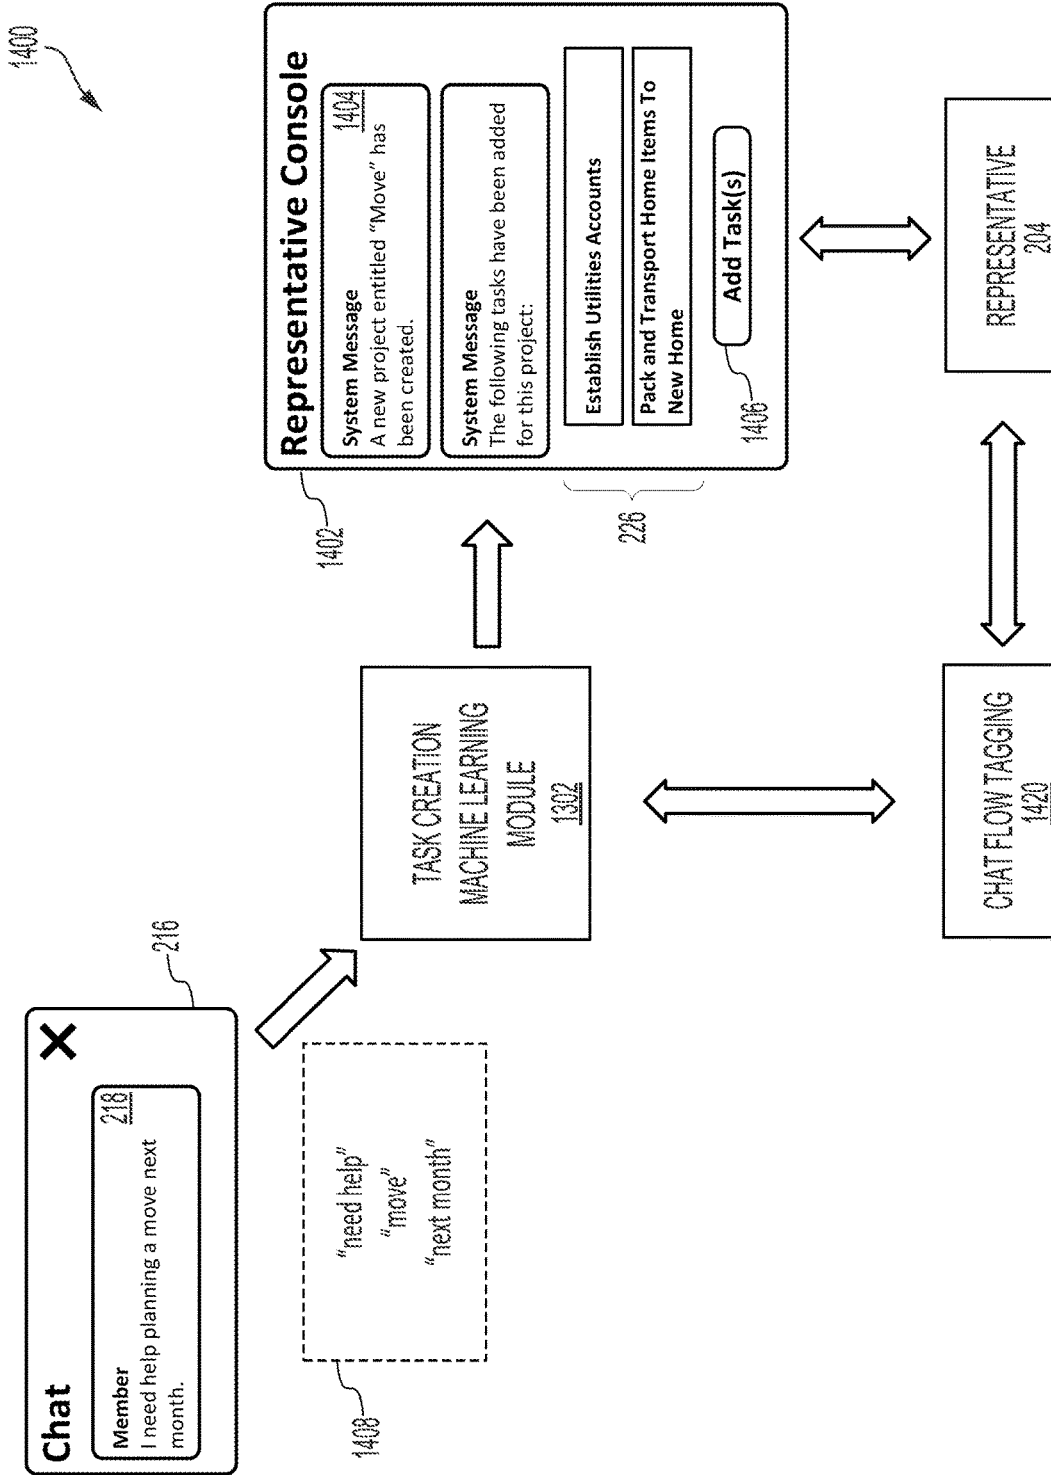 1400
Chat
218
Member
I need help planning a move next
month.
216
1408
“need help”
“move”
“next month”
TASK CREATION
MACHINE LEARNING
MODULE
1302
1402
Representative Console
1404
System Message
A new project entitled “Move” has
been created.
System Message
The following tasks have been added
for this project:
226
Establish Utilities Accounts
Pack and Transport Home Items To
New Home
Add Task(s)
1406
CHAT FLOW TAGGING
1420
REPRESENTATIVE
204